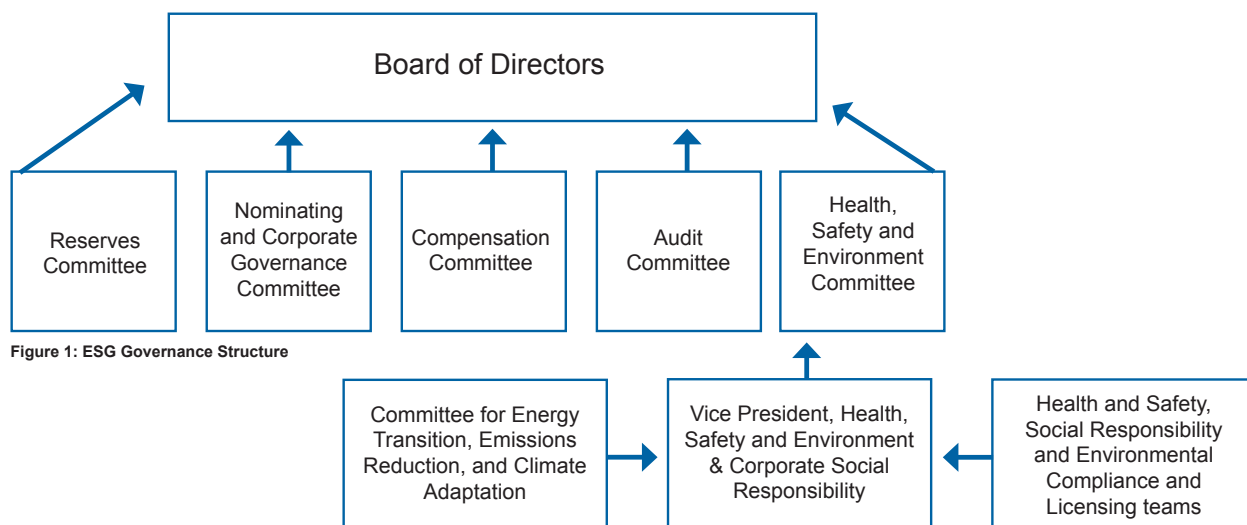 Board of Directors
Reserves
Committee
Nominating
and Corporate
Governance
Committee
Compensation
Committee
Audit
Committee
Health,
Safety and
Environment
Committee
Figure 1: ESG Governance Structure
Committee for Energy
Transition, Emissions
Reduction, and Climate
Adaptation
Vice President, Health,
Safety and Environment
& Corporate Social
Responsibility
Health and Safety,
Social Responsibility
and Environmental
Compliance and
Licensing teams